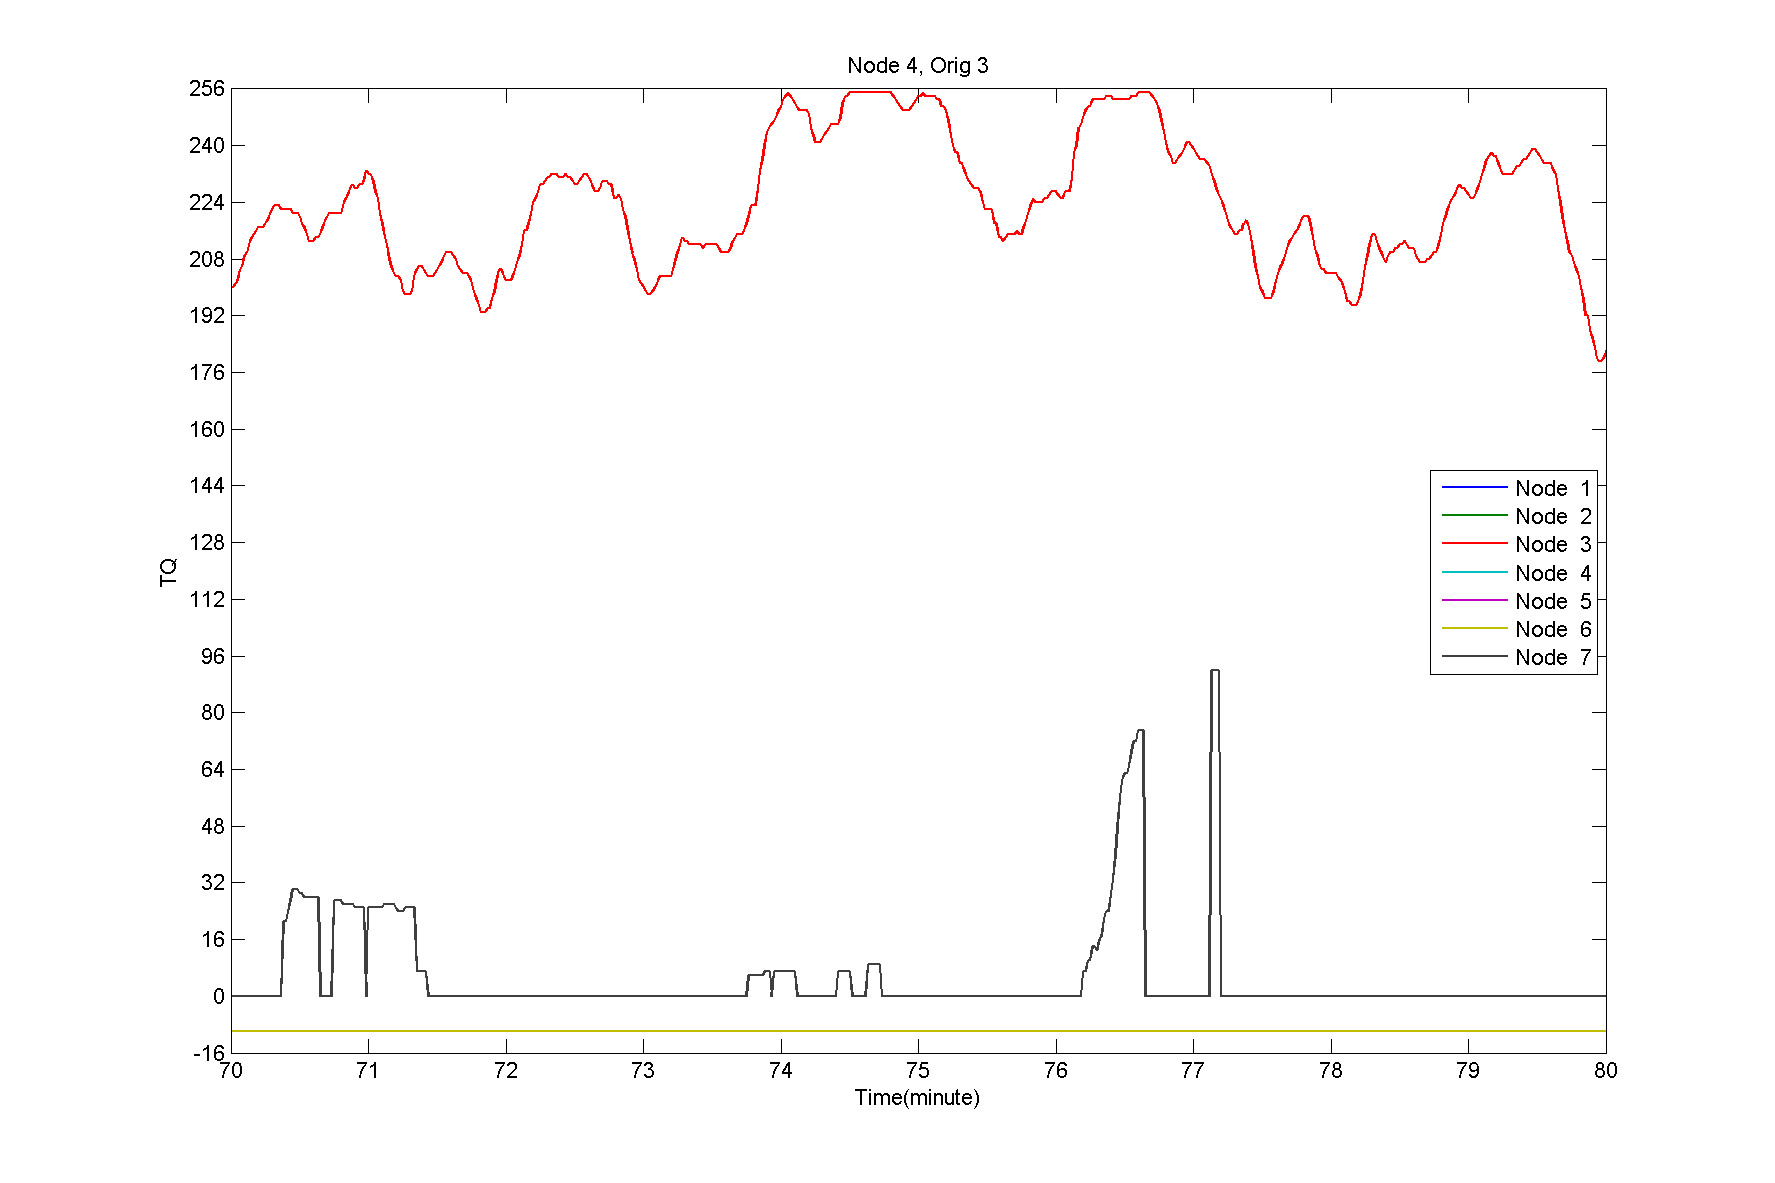 Node 4, Orig 3
256
240
224
208
192
176
160
144
128
112
96
80
64
48
32
16
0
-16
TQ
Node 1
Node 2
Node 3
Node 4
Node 5
Node 6
Node 7
70 71 72 73 74 75 76 77 78 79 80
Time(minute)